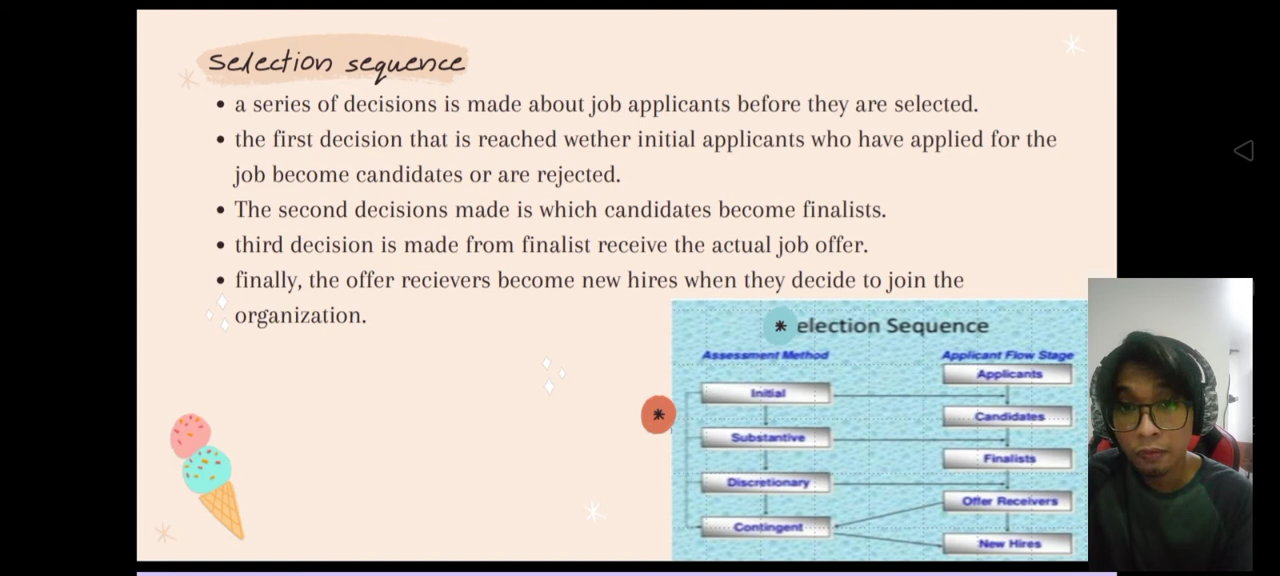 selection sequence
a series of decisions is made about job applicants before they are selected.
the first decision that is reached wether initial applicants who have applied for the
job become candidates or are rejected.
The second decisions made is which candidates become finalists.
third decision is made from finalist receive the actual job offer.
finally, the offer recievers become new hires when they decide to join the
organization.
election Sequence
Assessment Method
Applicant Flow Stage
Applicants
Initial
Candidates
Substantive
Finalists
Discretionary
Offer Receivers
Contingent
New Hires